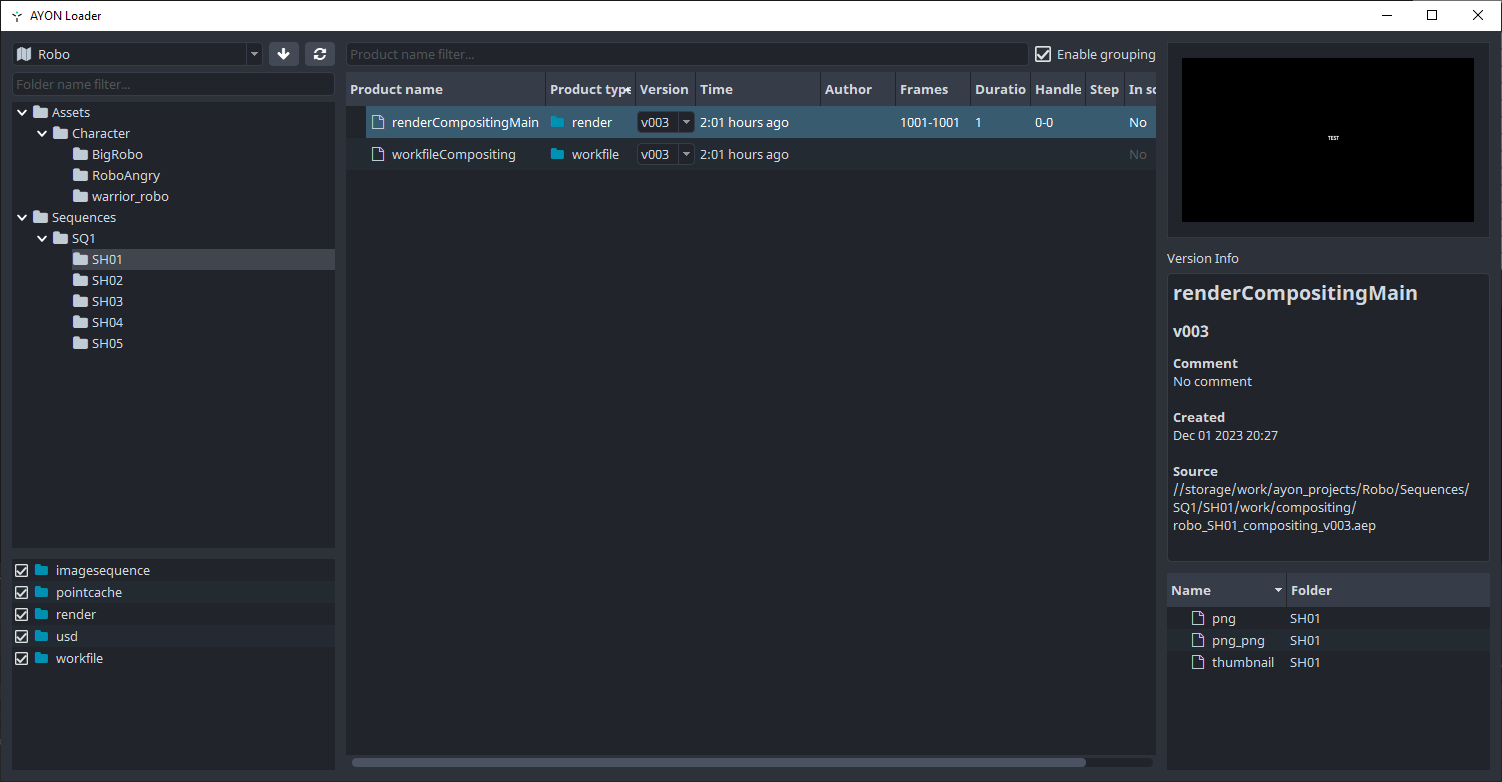 AYON Loader
Robo
Folder name filter...
Assets
Character
BigRobo
RoboAngry
warrior_robo
Sequences
SQ1
SH01
SH02
SH03
SH04
SH05
imagesequence
pointcache
render
usd
workfile
Product name filter...
Enable grouping
Product name Product type Version Time Author Frames Duratio Handle Step In sc
renderCompositingMain render v003 2:01 hours ago 1001-1001 1 0-0 No
workfileCompositing workfile v003 2:01 hours ago No
TEST
Version Info
renderCompositingMain
v003
Comment
No comment
Created
Dec 01 2023 20:27
Source
//storage/work/ayon_projects/Robo/Sequences/
SQ1/SH01/work/compositing/
robo_SH01_compositing_v003.aep
Name Folder
png SH01
png_png SH01
thumbnail SH01